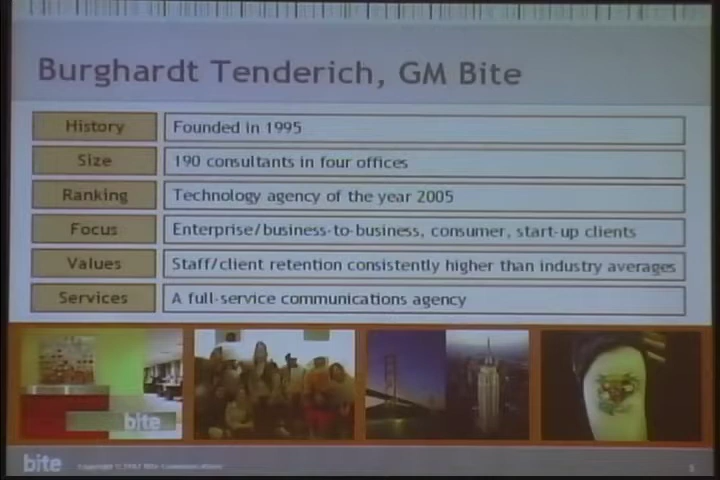 Burghardt Tenderich, GM Bite
History Founded in 1995
Size 190 consultants in four offices
Ranking Technology agency of the year 2005
Focus Enterprise/business-to-business, consumer, start-up clients
Values Staff/client retention consistently higher than industry averages
Services A full-service communications agency
bite
bite